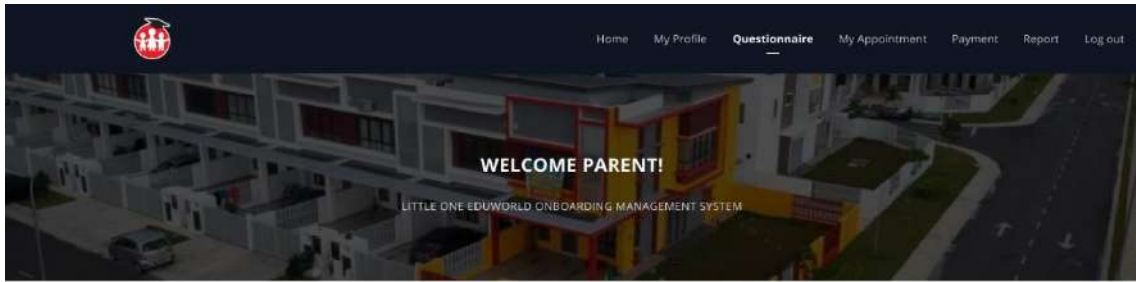 Home My Profile Questionnaire My Appointment Payment Report Log out
WELCOME PARENT!
LITTLE ONE EDUWORLD ONBOARDING MANAGEMENT SYSTEM